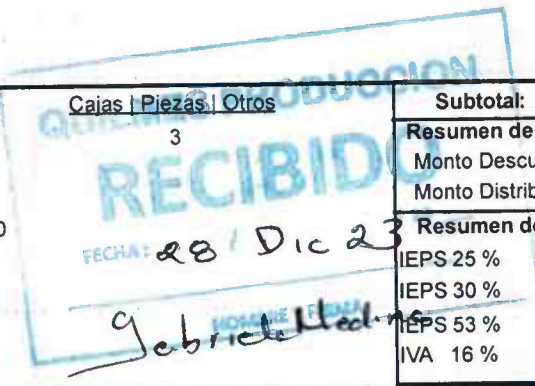 Cajas | Piezas | Otros
3
PRODUCCION
RECIBIDO
FECHA: 28 / Dic 23
NOMBRE FIRMA
Gabriela Medina
Subtotal:
Resumen de
Monto Descu
Monto Distrib
Resumen de
IEPS 25 %
IEPS 30 %
IEPS 53 %
IVA 16 %